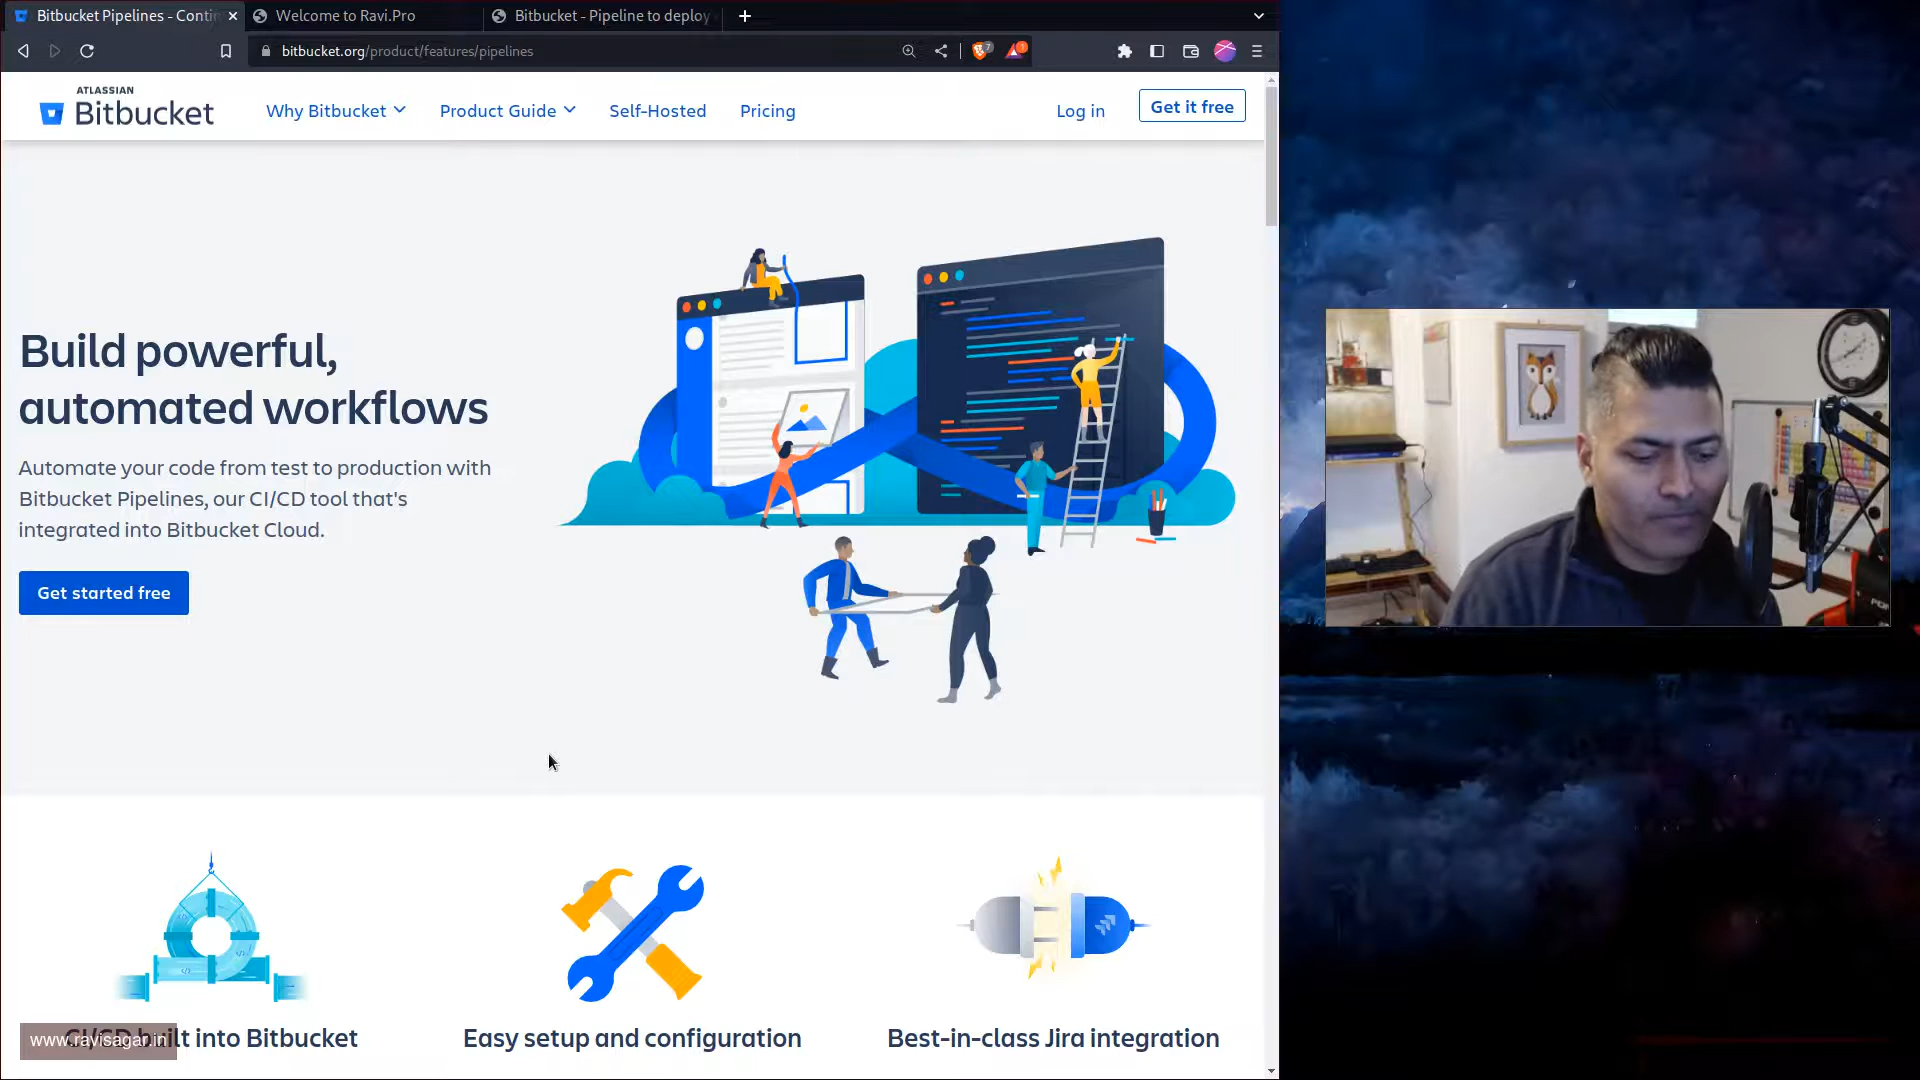 Bitbucket Pipelines - Conti
Welcome to Ravi.Pro
Bitbucket - Pipeline to deploy
bitbucket.org/product/features/pipelines
ATLASSIAN
Bitbucket
Why Bitbucket
Product Guide
Self-Hosted
Pricing
Log in
Get it free
Build powerful,
automated workflows
Automate your code from test to production with
Bitbucket Pipelines, our CI/CD tool that's
integrated into Bitbucket Cloud.
Get started free
CI/CD built into Bitbucket
Easy setup and configuration
Best-in-class Jira integration
www.ravisagar.in